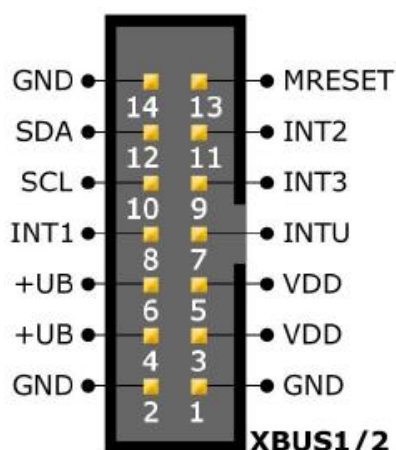 GND MRESET
14 13
SDA INT2
12 11
SCL INT3
10 9
INT1 INTU
8 7
+UB VDD
6 5
+UB VDD
4 3
GND GND
2 1
XBUS1/2